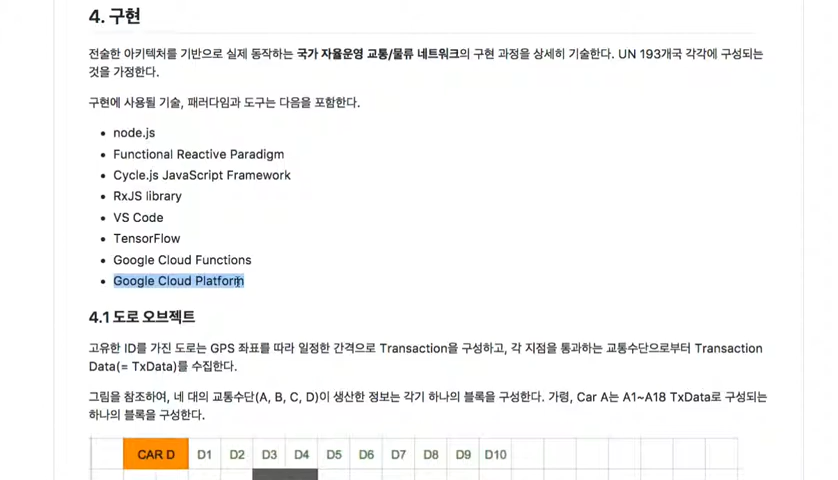 4. 구현
전술한 아키텍처를 기반으로 실제 동작하는 국가 자율운영 교통/물류 네트워크의 구현 과정을 상세히 기술한다. UN 193개국 각각에 구성되는
것을 가정한다.
구현에 사용될 기술, 패러다임과 도구는 다음을 포함한다.
• node.js
• Functional Reactive Paradigm
• Cycle.js JavaScript Framework
• RxJS library
• VS Code
• TensorFlow
• Google Cloud Functions
• Google Cloud Platform
4.1 도로 오브젝트
고유한 ID를 가진 도로는 GPS 좌표를 따라 일정한 간격으로 Transaction을 구성하고, 각 지점을 통과하는 교통수단으로부터 Transaction
Data(= TxData)를 수집한다.
그림을 참조하여, 네 대의 교통수단(A, B, C, D)이 생산한 정보는 각기 하나의 블록을 구성한다. 가령, Car A는 A1~A18 TxData로 구성되는
하나의 블록을 구성한다.
CAR D D1 D2 D3 D4 D5 D6 D7 D8 D9 D10